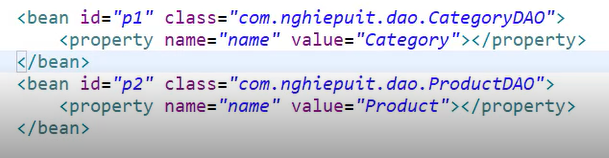 <bean id="p1" class="com.nghiepuit.dao.CategoryDAO">
<property name="name" value="Category"></property>
</bean>
<bean id="p2" class="com.nghiepuit.dao.ProductDAO">
<property name="name" value="Product"></property>
</bean>